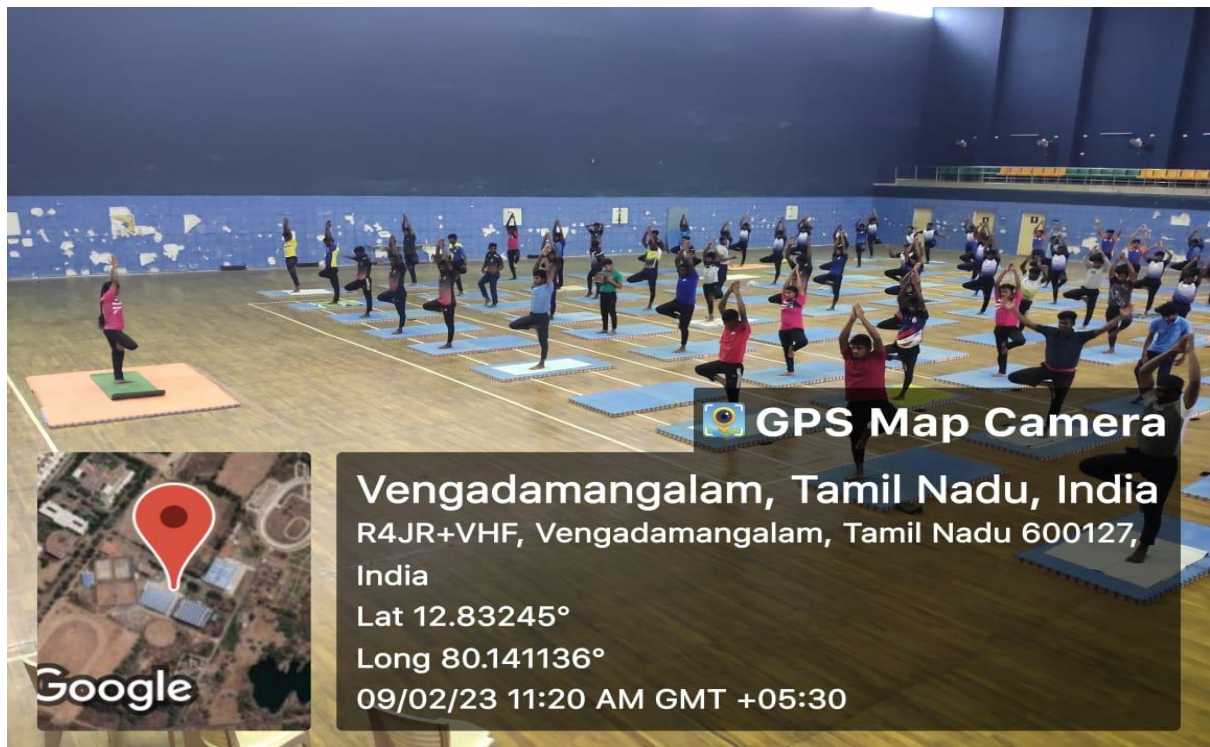 GPS Map Camera
Vengadamangalam, Tamil Nadu, India
R4JR+VHF, Vengadamangalam, Tamil Nadu 600127,
India
Lat 12.83245°
Long 80.141136°
09/02/23 11:20 AM GMT +05:30
Google